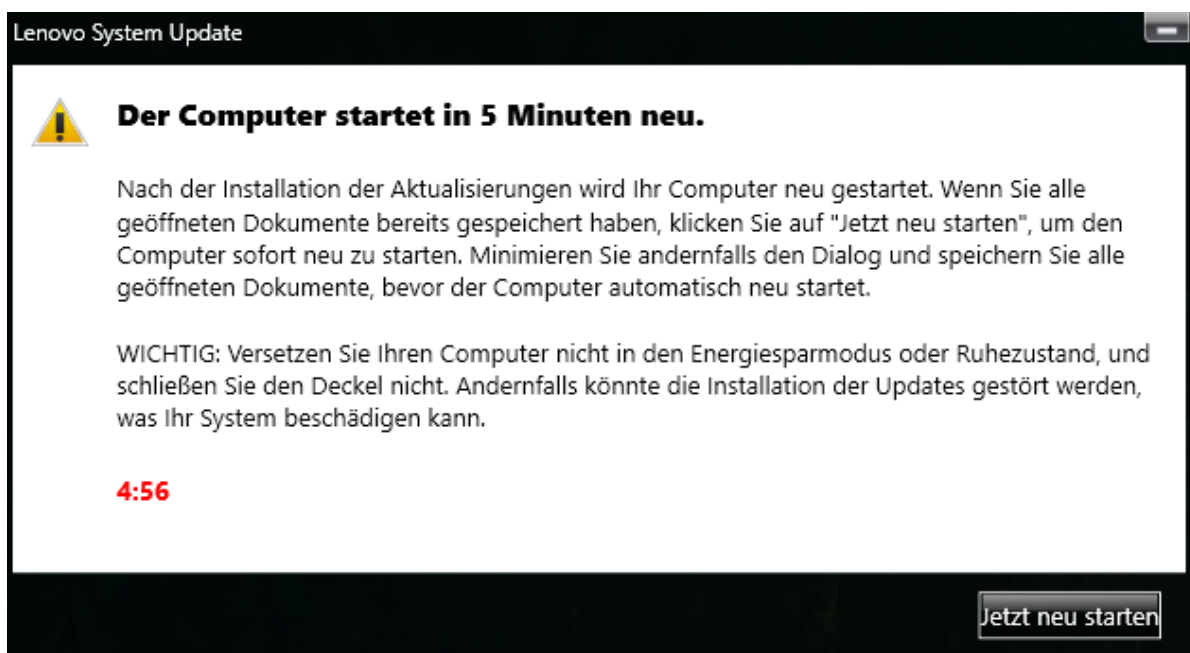 Lenovo System Update
Der Computer startet in 5 Minuten neu.
Nach der Installation der Aktualisierungen wird Ihr Computer neu gestartet. Wenn Sie alle
geöffneten Dokumente bereits gespeichert haben, klicken Sie auf "Jetzt neu starten", um den
Computer sofort neu zu starten. Minimieren Sie andernfalls den Dialog und speichern Sie alle
geöffneten Dokumente, bevor der Computer automatisch neu startet.
WICHTIG: Versetzen Sie Ihren Computer nicht in den Energiesparmodus oder Ruhezustand, und
schließen Sie den Deckel nicht. Andernfalls könnte die Installation der Updates gestört werden,
was Ihr System beschädigen kann.
4:56
Jetzt neu starten